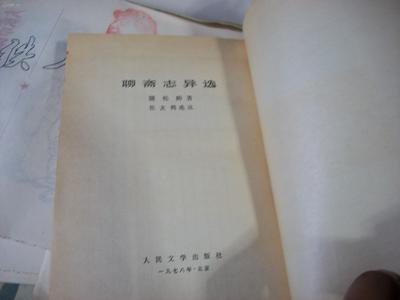 聊斋志异选
蒲松龄著
张友鹤选注
人民文学出版社
一九七八年·北京